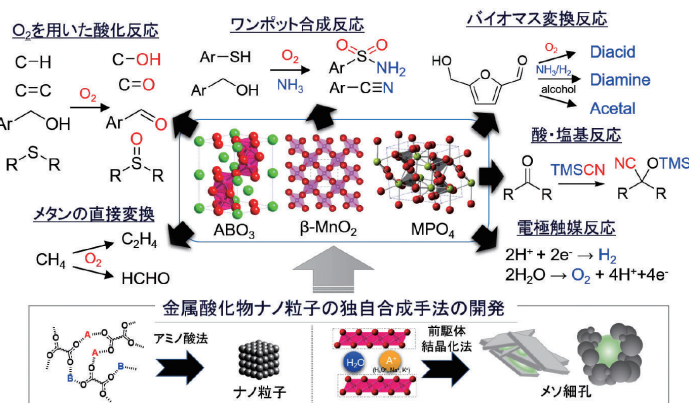 O₂を用いた酸化反応
C–H
C=C
Ar OH
R S R
O₂
C–OH
C=O
Ar O
O
R S R
ワンポット合成反応
Ar SH
Ar OH
O₂
NH₃
O O
Ar S NH₂
Ar CN
バイオマス変換反応
HO O O
O₂
NH₃/H₂
alcohol
Diacid
Diamine
Acetal
酸・塩基反応
O
R R
TMSCN
NC OTMS
R R
メタンの直接変換
CH₄
O₂
C₂H₄
HCHO
ABO₃
β-MnO₂
MPO₄
電極触媒反応
2H⁺ + 2e⁻ → H₂
2H₂O → O₂ + 4H⁺+4e⁻
金属酸化物ナノ粒子の独自合成手法の開発
アミノ酸法
ナノ粒子
H₂O
A⁺
前駆体
結晶化法
メソ細孔